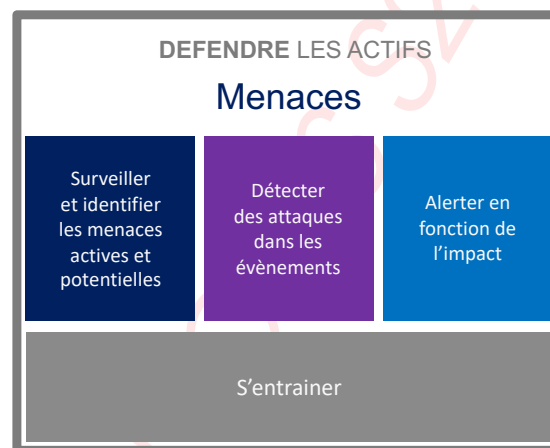 DEFENDRE LES ACTIFS
Menaces
Surveiller
et identifier
les menaces
actives et
potentielles
Détecter
des attaques
dans les
évènements
Alerter en
fonction de
l’impact
S’entrainer